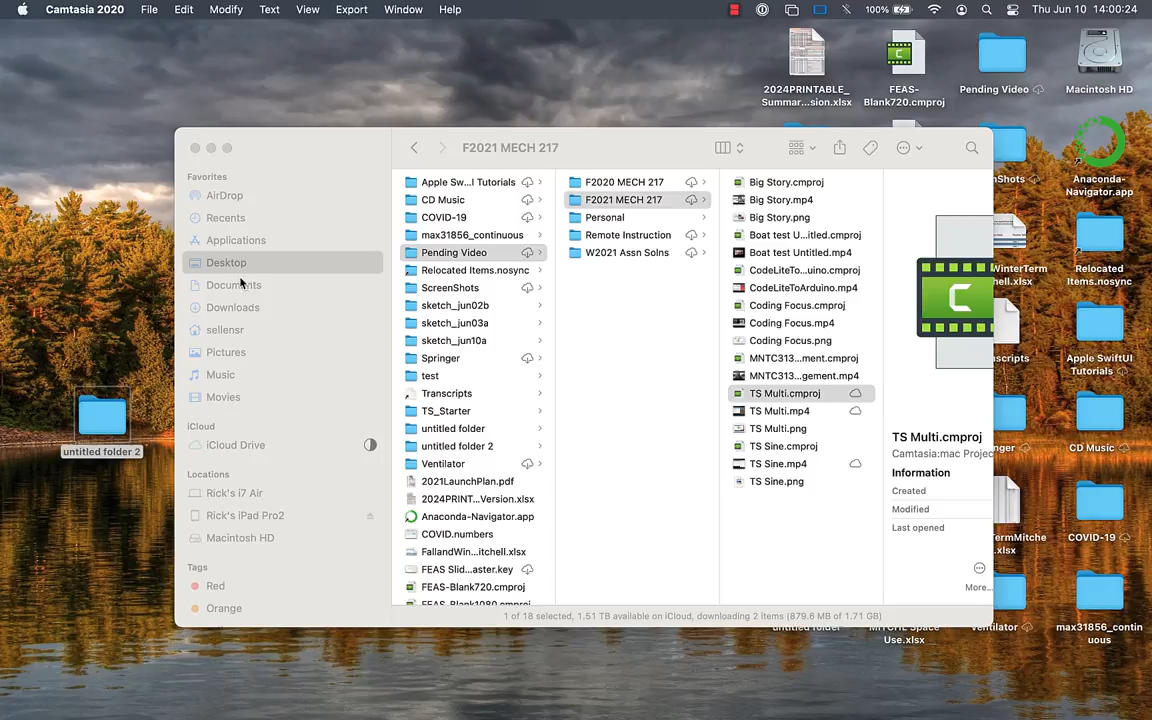 Camtasia 2020 File Edit Modify Text View Export Window Help 100% Thu Jun 10 14:00:24
2024PRINTABLE_
Summar...sion.xlsx
FEAS-
Blank720.cmproj
Pending Video
Macintosh HD
F2021 MECH 217
Favorites
AirDrop
Recents
Applications
Desktop
Documents
Downloads
sellensr
Pictures
Music
Movies
iCloud
iCloud Drive
Locations
Rick's i7 Air
Rick's iPad Pro2
Macintosh HD
Tags
Red
Orange
Apple Sw...l Tutorials
CD Music
COVID-19
max31856_continuous
Pending Video
Relocated Items.nosync
ScreenShots
sketch_jun02b
sketch_jun03a
sketch_jun10a
Springer
test
Transcripts
TS_Starter
untitled folder
untitled folder 2
Ventilator
2021LaunchPlan.pdf
2024PRINT...Version.xlsx
Anaconda-Navigator.app
COVID.numbers
FallandWin...itchell.xlsx
FEAS Slid...aster.key
FEAS-Blank720.cmproj
FEAS-Blank1080.cmproj
F2020 MECH 217
F2021 MECH 217
Personal
Remote Instruction
W2021 Assn Solns
Big Story.cmproj
Big Story.mp4
Big Story.png
Boat test U...itled.cmproj
Boat test Untitled.mp4
CodeLiteTo...uino.cmproj
CodeLiteToArduino.mp4
Coding Focus.cmproj
Coding Focus.mp4
Coding Focus.png
MNTC313...ment.cmproj
MNTC313...gement.mp4
TS Multi.cmproj
TS Multi.mp4
TS Multi.png
TS Sine.cmproj
TS Sine.mp4
TS Sine.png
C
TS Multi.cmproj
Camtasia:mac Projec
Information
Created
Modified
Last opened
More...
1 of 18 selected, 1.51 TB available on iCloud, downloading 2 items (879.6 MB of 1.71 GB)
untitled folder 2
nShots
Anaconda-
Navigator.app
WinterTerm
hell.xlsx
Relocated
Items.nosync
scripts
Apple SwiftUI
Tutorials
nger
CD Music
TermMitche
.xlsx
COVID-19
untitled folder
MITCHE Space
Use.xlsx
Ventilator
max31856_contin
uous